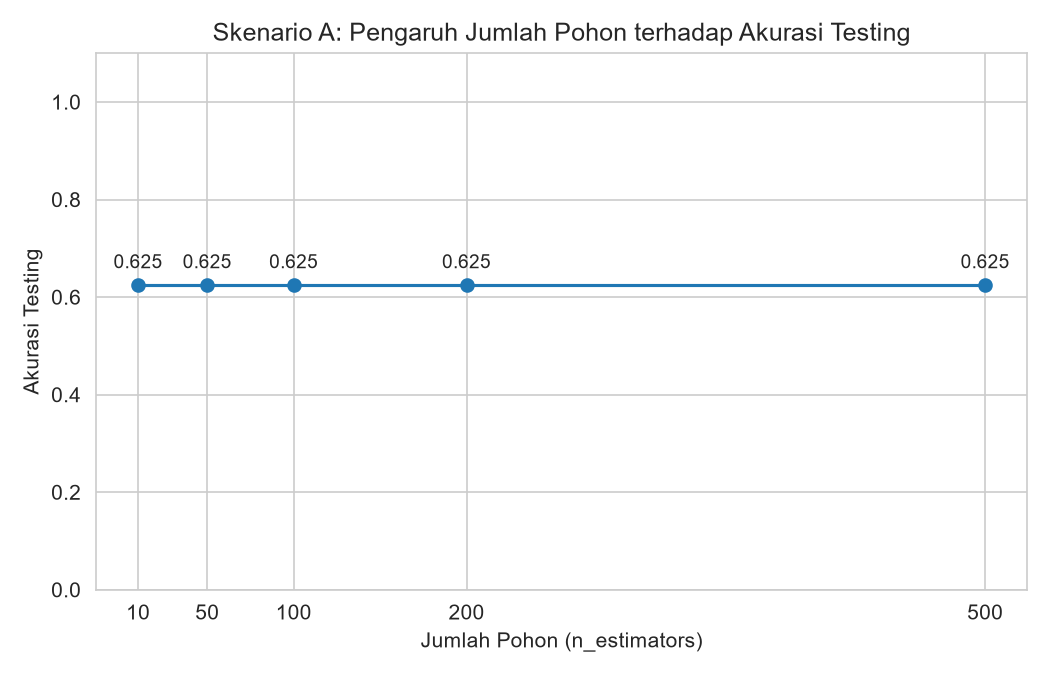 Skenario A: Pengaruh Jumlah Pohon terhadap Akurasi Testing
Akurasi Testing
1.0
0.8
0.6
0.4
0.2
0.0
0.625 0.625 0.625 0.625 0.625
10 50 100 200 500
Jumlah Pohon (n_estimators)